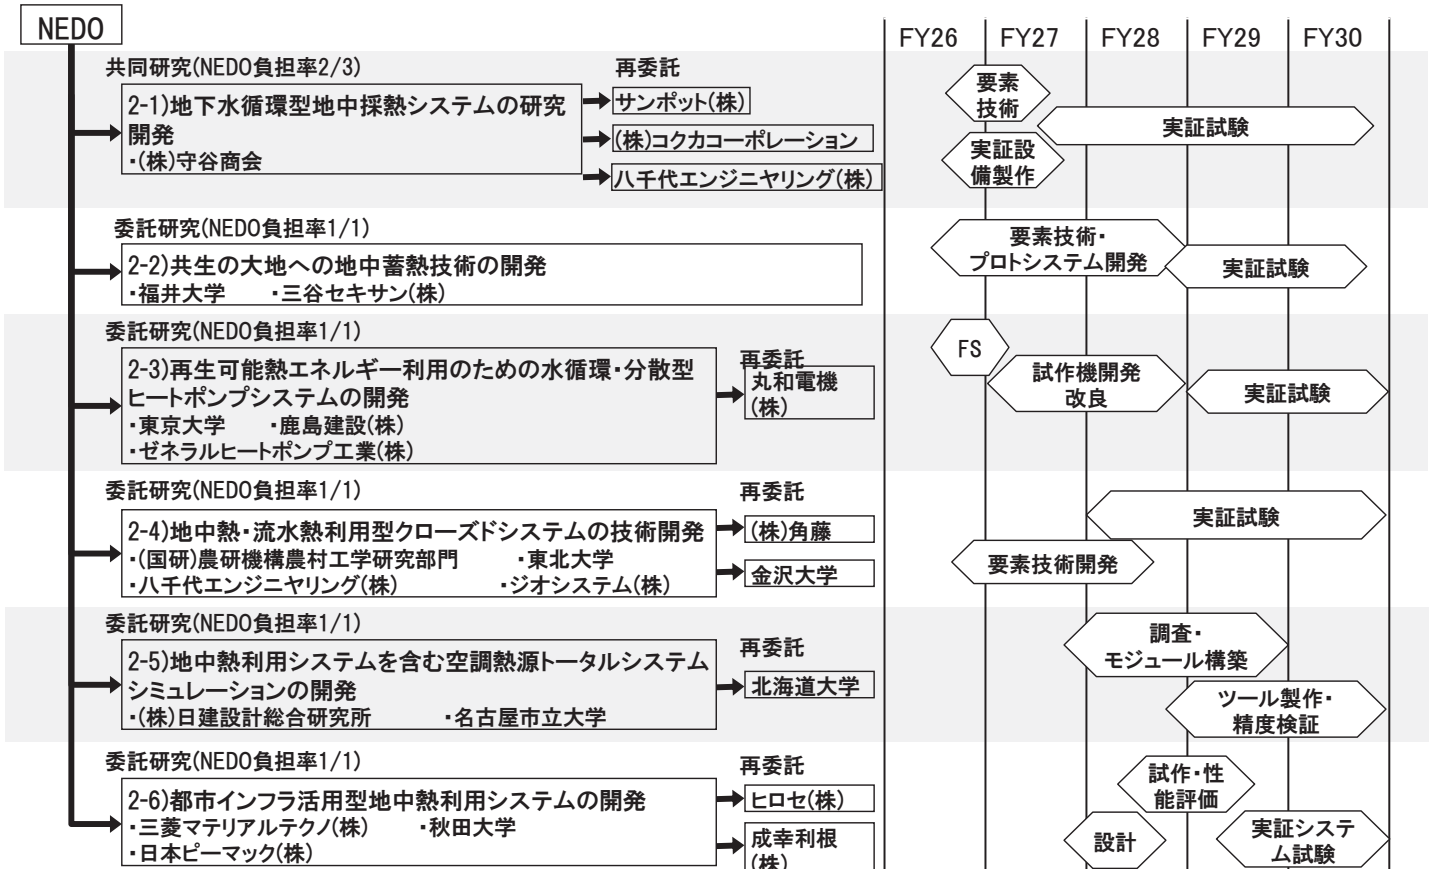 NEDO
FY26
FY27
FY28
FY29
FY30
共同研究(NEDO負担率2/3)
再委託
2-1)地下水循環型地中採熱システムの研究
開発
・(株)守谷商会
サンポット(株)
(株)コクカコーポレーション
八千代エンジニヤリング(株)
要素
技術
実証設
備製作
実証試験
委託研究(NEDO負担率1/1)
2-2)共生の大地への地中蓄熱技術の開発
・福井大学　・三谷セキサン(株)
要素技術・
プロトシステム開発
実証試験
委託研究(NEDO負担率1/1)
2-3)再生可能熱エネルギー利用のための水循環・分散型
ヒートポンプシステムの開発
・東京大学　・鹿島建設(株)
・ゼネラルヒートポンプ工業(株)
再委託
丸和電機
(株)
FS
試作機開発
改良
実証試験
委託研究(NEDO負担率1/1)
再委託
2-4)地中熱・流水熱利用型クローズドシステムの技術開発
・(国研)農研機構農村工学研究部門　・東北大学
・八千代エンジニヤリング(株)　・ジオシステム(株)
(株)角藤
金沢大学
実証試験
要素技術開発
委託研究(NEDO負担率1/1)
再委託
2-5)地中熱利用システムを含む空調熱源トータルシステム
シミュレーションの開発
・(株)日建設計総合研究所　・名古屋市立大学
北海道大学
調査・
モジュール構築
ツール製作・
精度検証
委託研究(NEDO負担率1/1)
再委託
2-6)都市インフラ活用型地中熱利用システムの開発
・三菱マテリアルテクノ(株)　・秋田大学
・日本ピーマック(株)
ヒロセ(株)
成幸利根
(株)
試作・性
能評価
設計
実証システ
ム試験